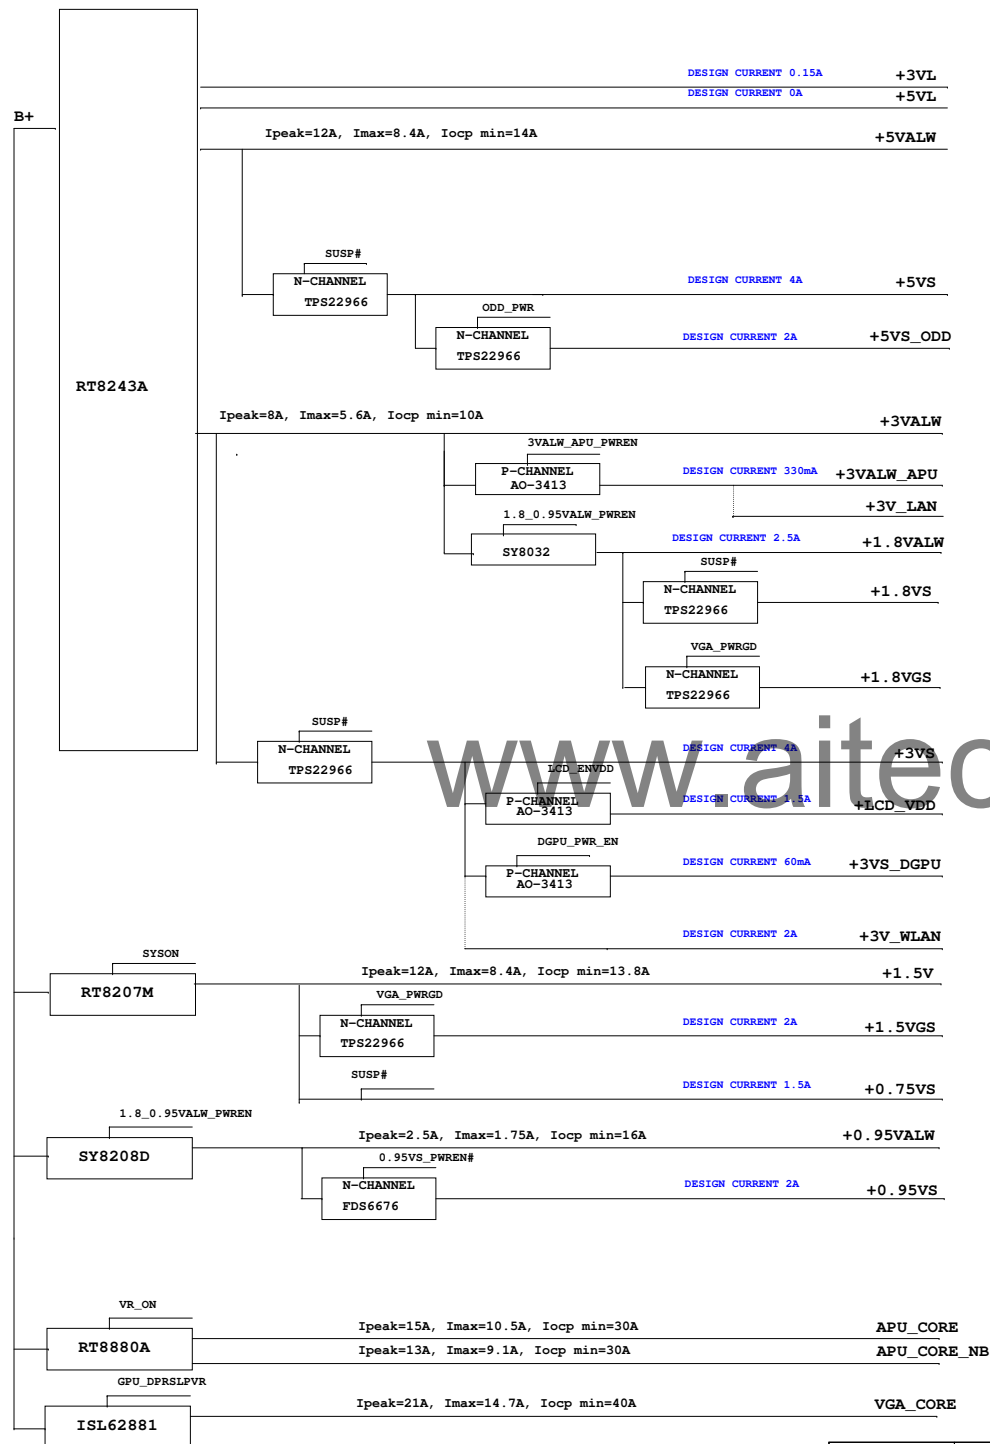 DESIGN CURRENT 0.15A +3VL
DESIGN CURRENT 0A +5VL
B+
Ipeak=12A, Imax=8.4A, Iocp min=14A +5VALW
SUSP#
N-CHANNEL
TPS22966
DESIGN CURRENT 4A +5VS
ODD_PWR
N-CHANNEL
TPS22966
DESIGN CURRENT 2A +5VS_ODD
RT8243A
Ipeak=8A, Imax=5.6A, Iocp min=10A +3VALW
3VALW_APU_PWREN
P-CHANNEL
AO-3413
DESIGN CURRENT 330mA +3VALW_APU
+3V_LAN
1.8_0.95VALW_PWREN
SY8032
DESIGN CURRENT 2.5A +1.8VALW
SUSP#
N-CHANNEL
TPS22966
+1.8VS
VGA_PWRGD
N-CHANNEL
TPS22966
+1.8VGS
SUSP#
N-CHANNEL
TPS22966
DESIGN CURRENT 4A +3VS
www.aitec
LCD_ENVDD
P-CHANNEL
AO-3413
DESIGN CURRENT 1.5A +LCD_VDD
DGPU_PWR_EN
P-CHANNEL
AO-3413
DESIGN CURRENT 60mA +3VS_DGPU
DESIGN CURRENT 2A +3V_WLAN
SYSON
RT8207M
Ipeak=12A, Imax=8.4A, Iocp min=13.8A +1.5V
VGA_PWRGD
N-CHANNEL
TPS22966
DESIGN CURRENT 2A +1.5VGS
SUSP#
DESIGN CURRENT 1.5A +0.75VS
1.8_0.95VALW_PWREN
SY8208D
Ipeak=2.5A, Imax=1.75A, Iocp min=16A +0.95VALW
0.95VS_PWREN#
N-CHANNEL
FDS6676
DESIGN CURRENT 2A +0.95VS
VR_ON
RT8880A
Ipeak=15A, Imax=10.5A, Iocp min=30A APU_CORE
Ipeak=13A, Imax=9.1A, Iocp min=30A APU_CORE_NB
GPU_DPRSLPVR
ISL62881
Ipeak=21A, Imax=14.7A, Iocp min=40A VGA_CORE